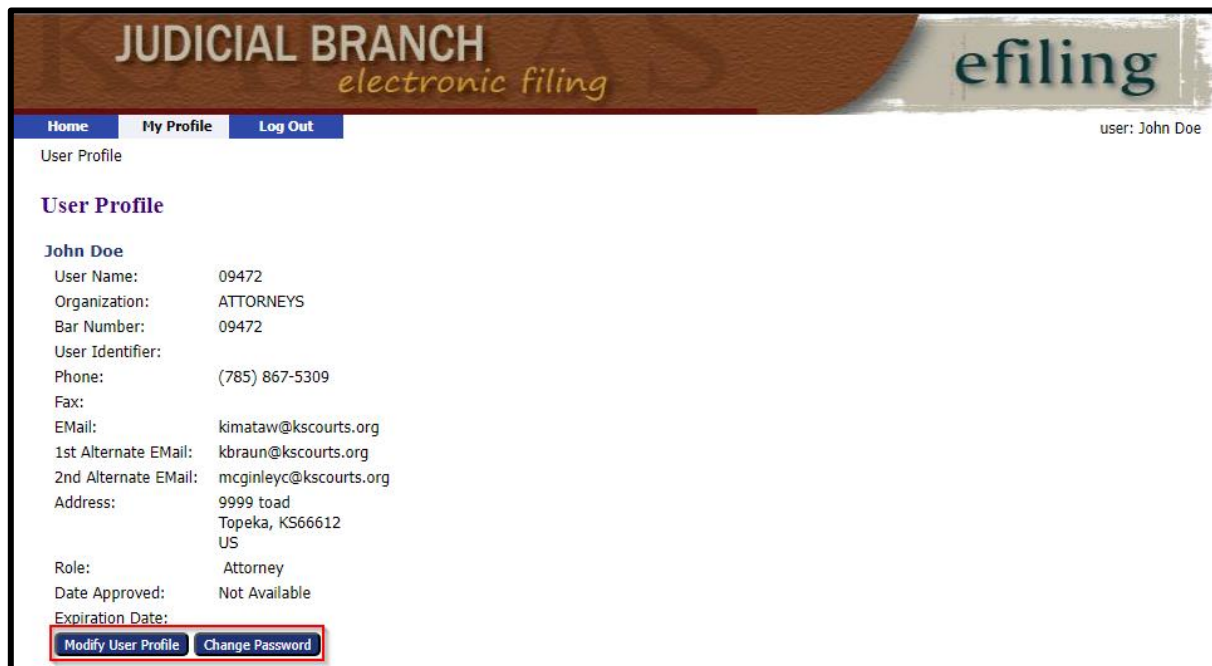 KANSAS
JUDICIAL BRANCH
electronic filing
efiling
Home My Profile Log Out user: John Doe
User Profile
User Profile
John Doe
User Name: 09472
Organization: ATTORNEYS
Bar Number: 09472
User Identifier:
Phone: (785) 867-5309
Fax:
EMail: kimataw@kscourts.org
1st Alternate EMail: kbraun@kscourts.org
2nd Alternate EMail: mcginleyc@kscourts.org
Address: 9999 toad
Topeka, KS66612
US
Role: Attorney
Date Approved: Not Available
Expiration Date:
Modify User Profile Change Password